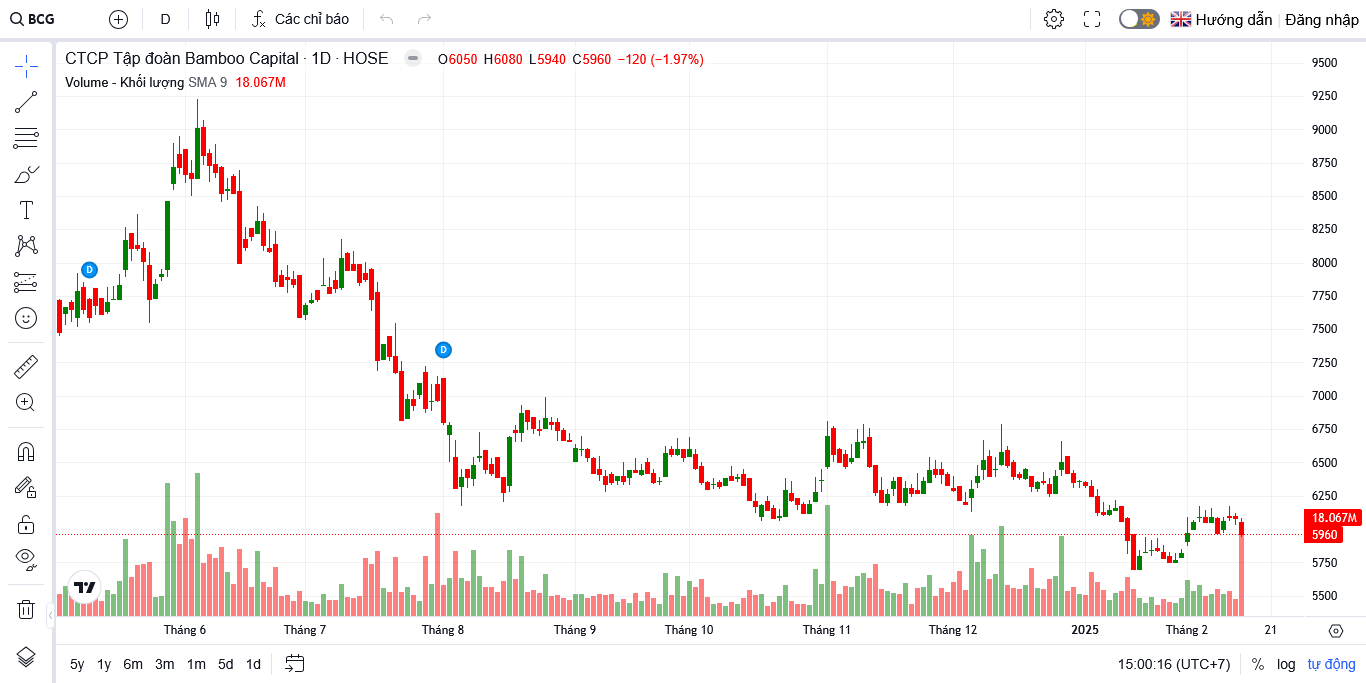 BCG D Các chỉ báo Hướng dẫn Đăng nhập
CTCP Tập đoàn Bamboo Capital · 1D · HOSE O6050 H6080 L5940 C5960 −120 (−1.97%)
Volume - Khối lượng SMA 9 18.067M
9500
9250
9000
8750
8500
8250
8000
D
7750
7500
7250
D
7000
6750
6500
6250
18.067M
5960
5750
5500
Tháng 6 Tháng 7 Tháng 8 Tháng 9 Tháng 10 Tháng 11 Tháng 12 2025 Tháng 2 21
5y 1y 6m 3m 1m 5d 1d 15:00:16 (UTC+7) % log tự động